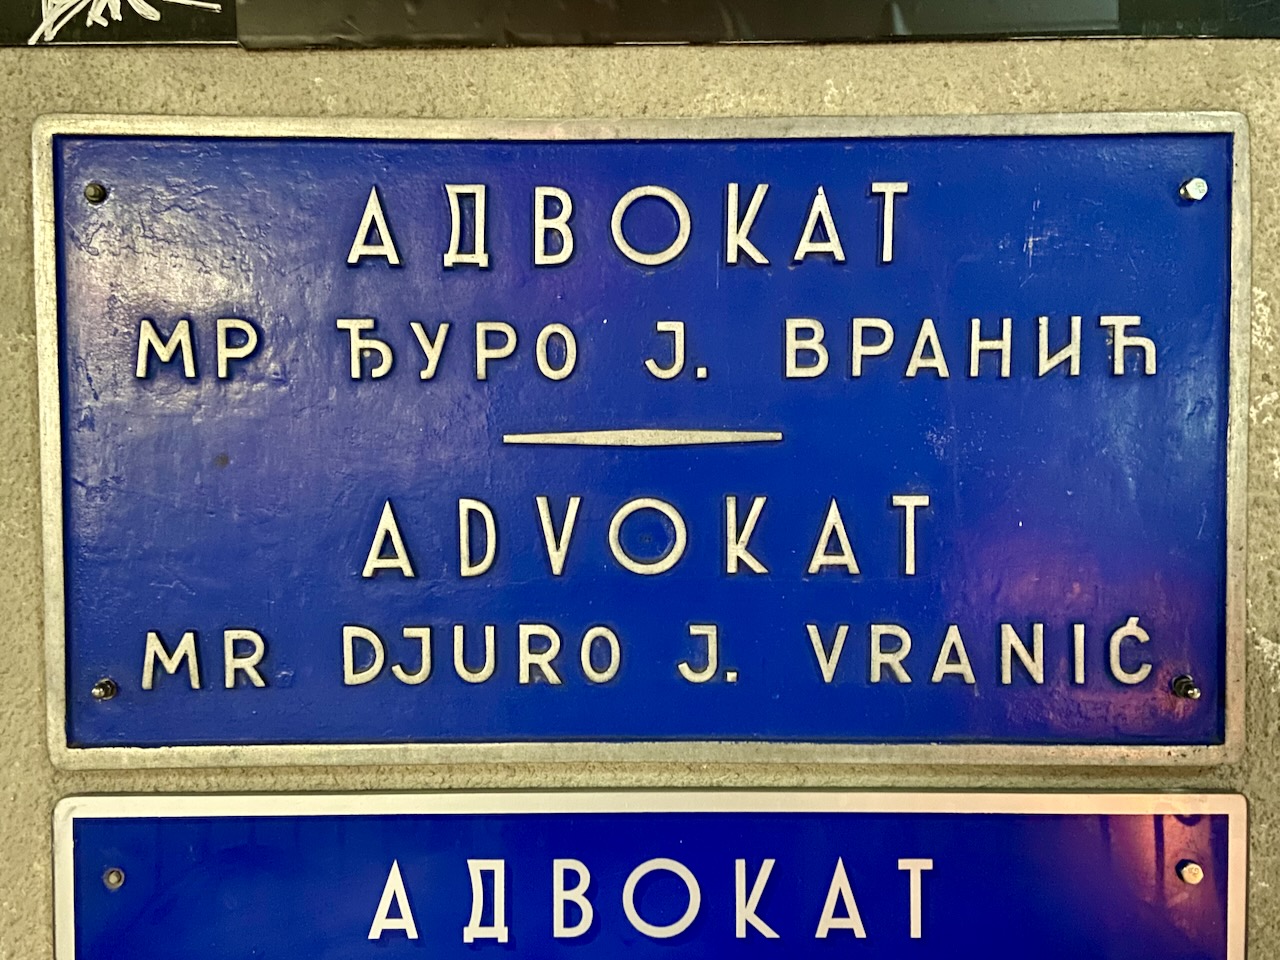 АДВОКАТ
МР ЂУРО Ј. ВРАНИЋ
ADVOKAT
MR DJURO J. VRANIĆ
АДВОКАТ